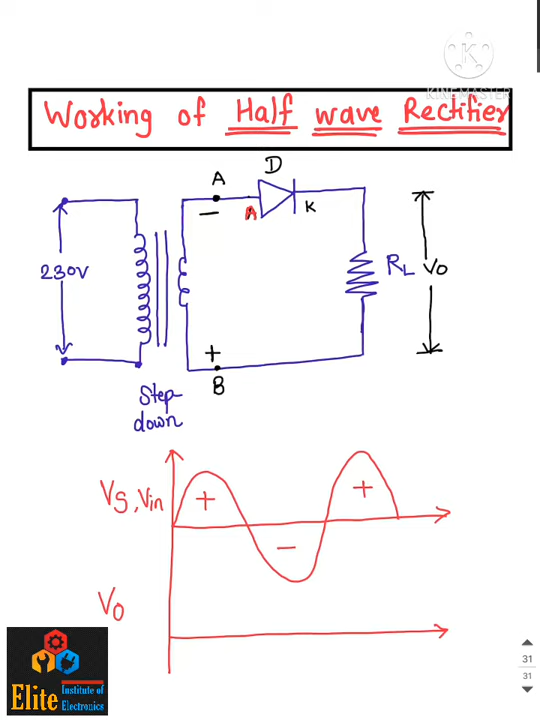 KINEMASTER
Working of Half wave Rectifier
D
A
−
A
K
230V
RL
Vo
+
B
Step-
down
Vs, Vin
+
+
−
Vo
Elite Institute of
Electronics
31
31